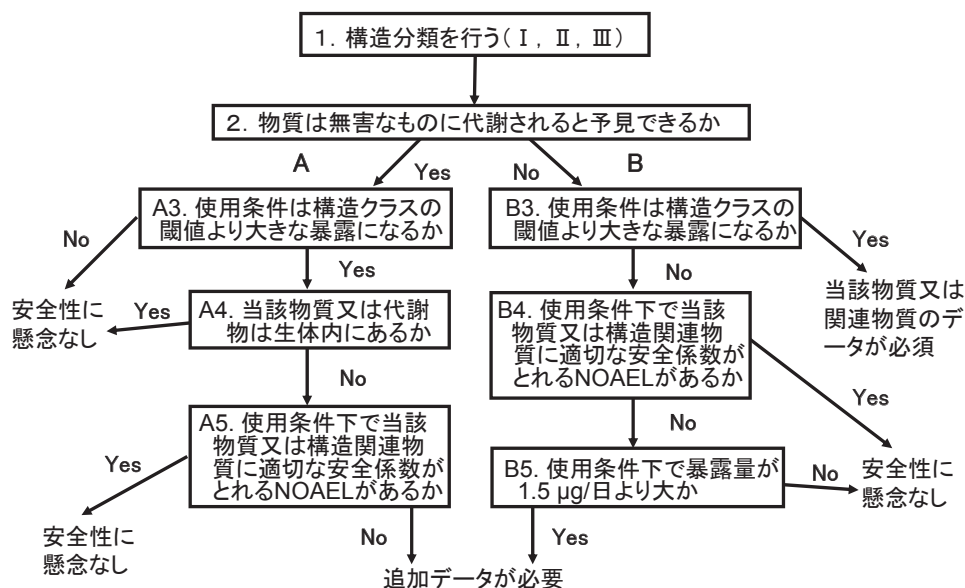 1. 構造分類を行う(Ⅰ, Ⅱ, Ⅲ)
2. 物質は無害なものに代謝されると予見できるか
A
Yes
No
B
A3. 使用条件は構造クラスの
閾値より大きな暴露になるか
B3. 使用条件は構造クラスの
閾値より大きな暴露になるか
No
Yes
No
Yes
安全性に
懸念なし
Yes
A4. 当該物質又は代謝
物は生体内にあるか
B4. 使用条件下で当該
物質又は構造関連物
質に適切な安全係数が
とれるNOAELがあるか
当該物質又は
関連物質のデ
ータが必須
No
Yes
No
Yes
A5. 使用条件下で当該
物質又は構造関連物
質に適切な安全係数が
とれるNOAELがあるか
B5. 使用条件下で暴露量が
1.5 μg/日より大か
No
安全性に
懸念なし
安全性に
懸念なし
No
Yes
追加データが必要